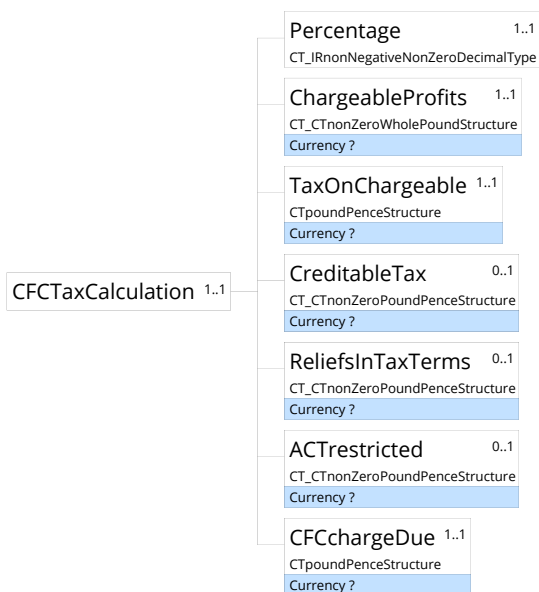 Percentage 1..1
CT_IRnonNegativeNonZeroDecimalType
ChargeableProfits 1..1
CT_CTnonZeroWholePoundStructure
Currency ?
TaxOnChargeable 1..1
CTpoundPenceStructure
Currency ?
CFCTaxCalculation 1..1
CreditableTax 0..1
CT_CTnonZeroPoundPenceStructure
Currency ?
ReliefsInTaxTerms 0..1
CT_CTnonZeroPoundPenceStructure
Currency ?
ACTrestricted 0..1
CT_CTnonZeroPoundPenceStructure
Currency ?
CFCchargeDue 1..1
CTpoundPenceStructure
Currency ?